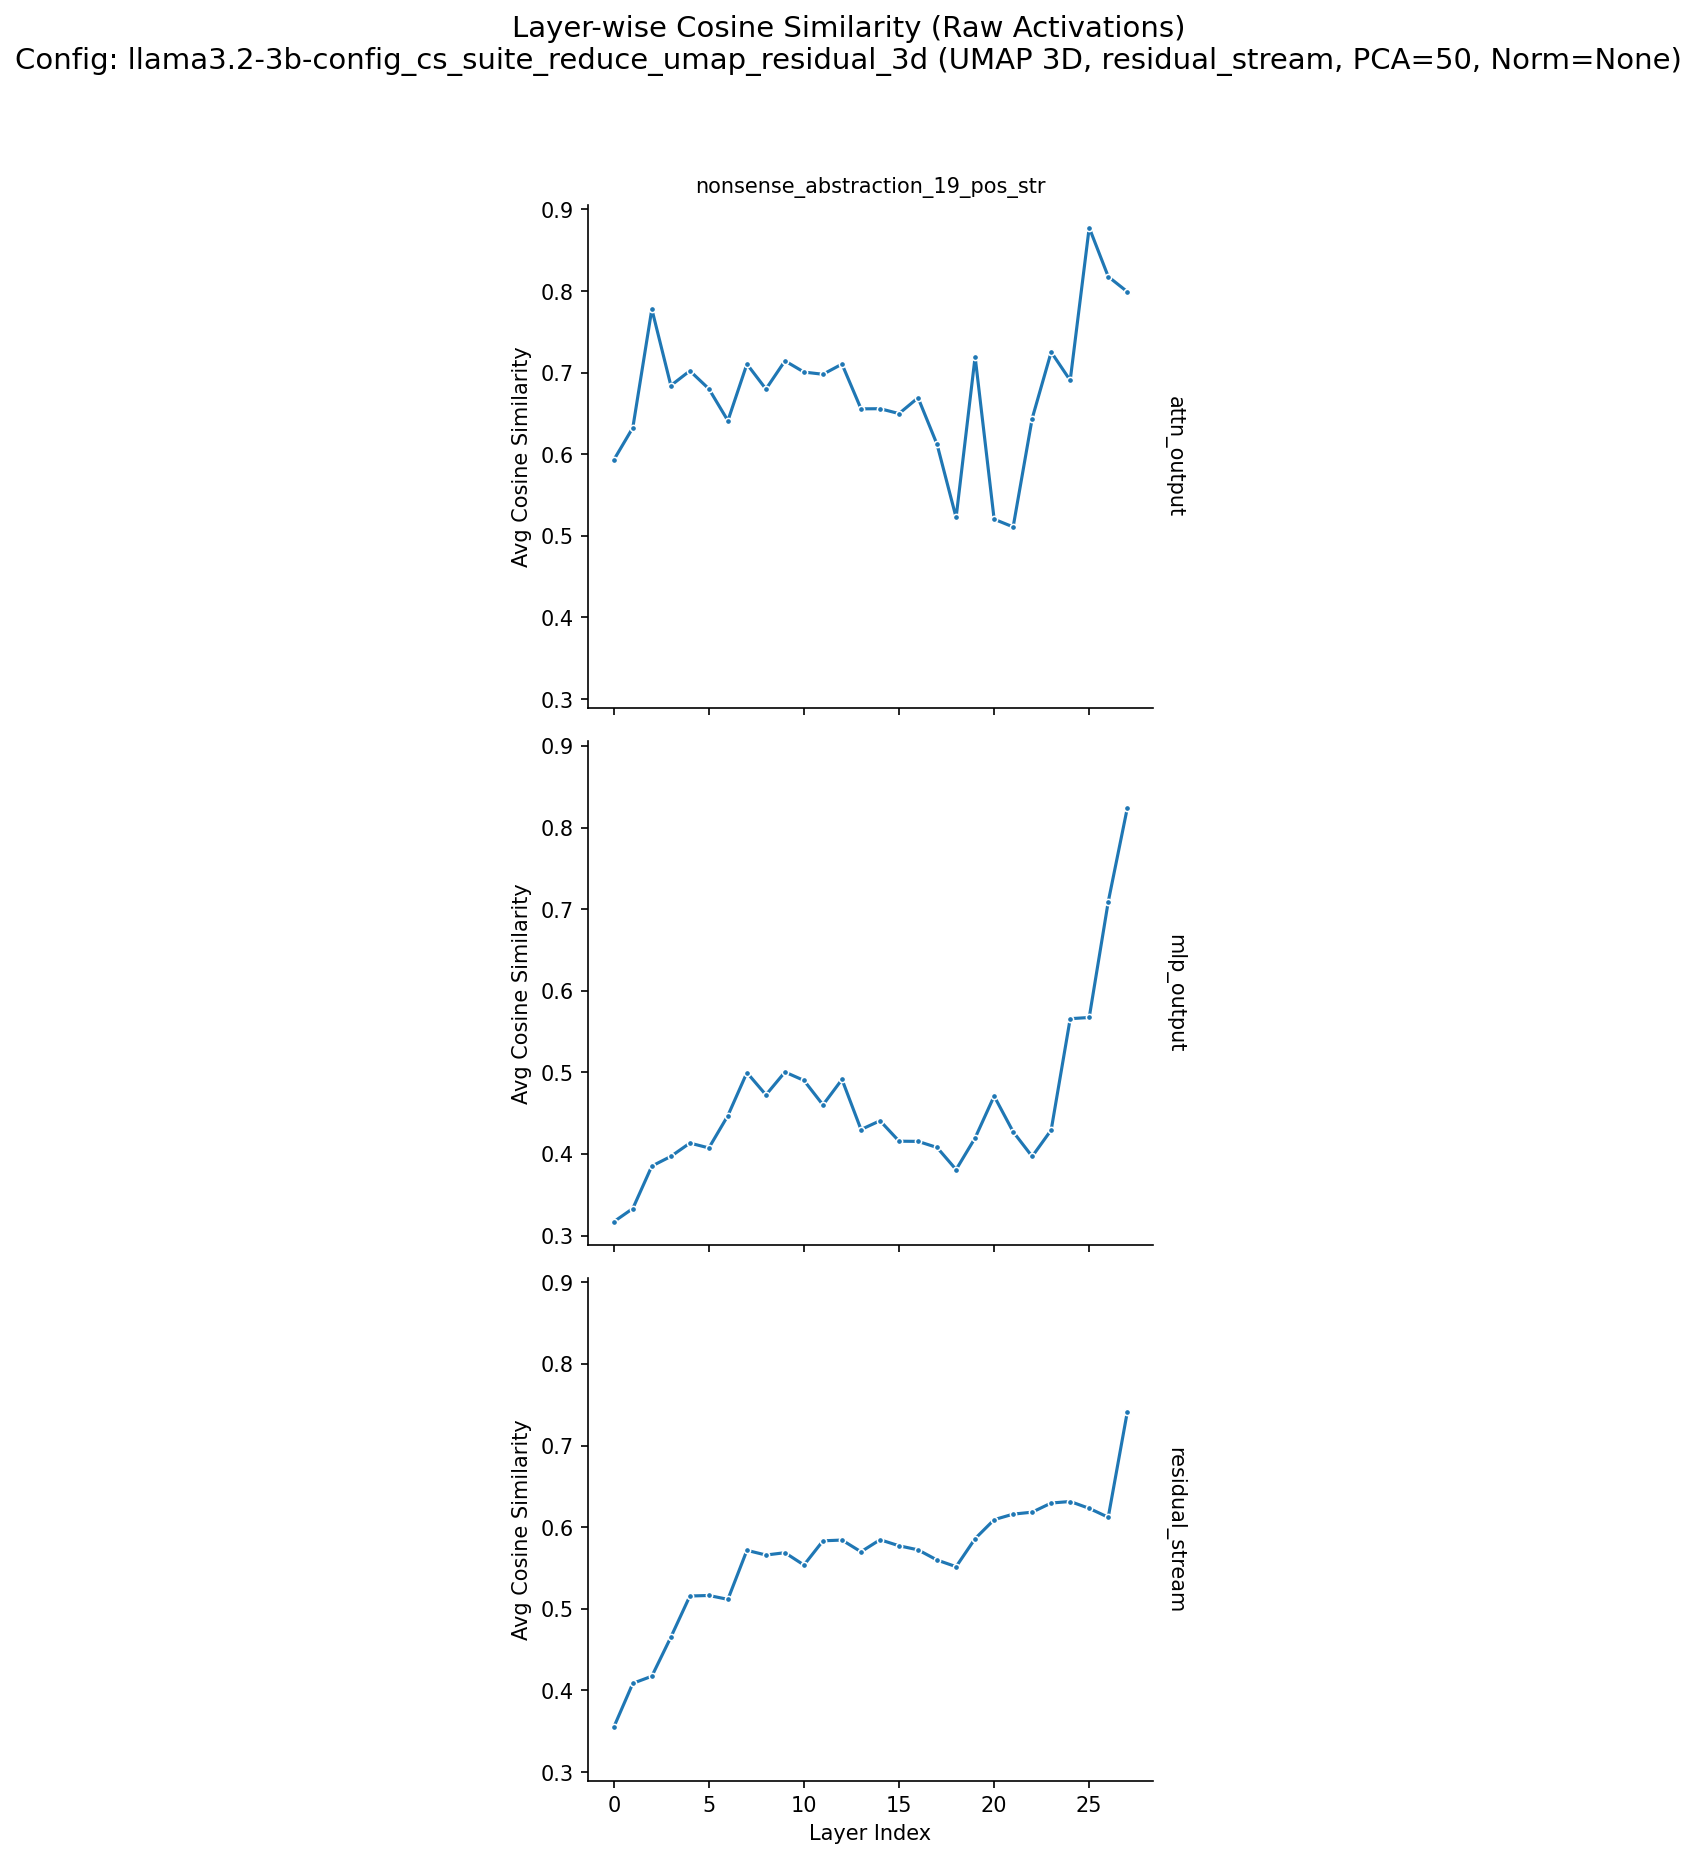 Layer-wise Cosine Similarity (Raw Activations)
Config: llama3.2-3b-config_cs_suite_reduce_umap_residual_3d (UMAP 3D, residual_stream, PCA=50, Norm=None)
nonsense_abstraction_19_pos_str
0.9
0.8
0.7
0.6
0.5
0.4
0.3
Avg Cosine Similarity
attn_output
0.9
0.8
0.7
0.6
0.5
0.4
0.3
Avg Cosine Similarity
mlp_output
0.9
0.8
0.7
0.6
0.5
0.4
0.3
Avg Cosine Similarity
residual_stream
0 5 10 15 20 25
Layer Index